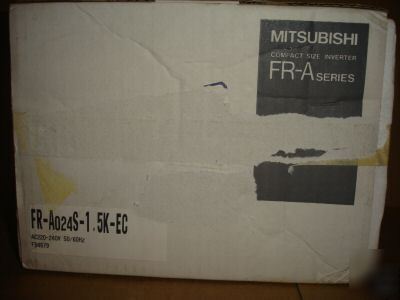 MITSUBISHI
COMPACT SIZE INVERTER
FR-A SERIES
FR-A024S-1.5K-EC
AC220-240V 50/60Hz